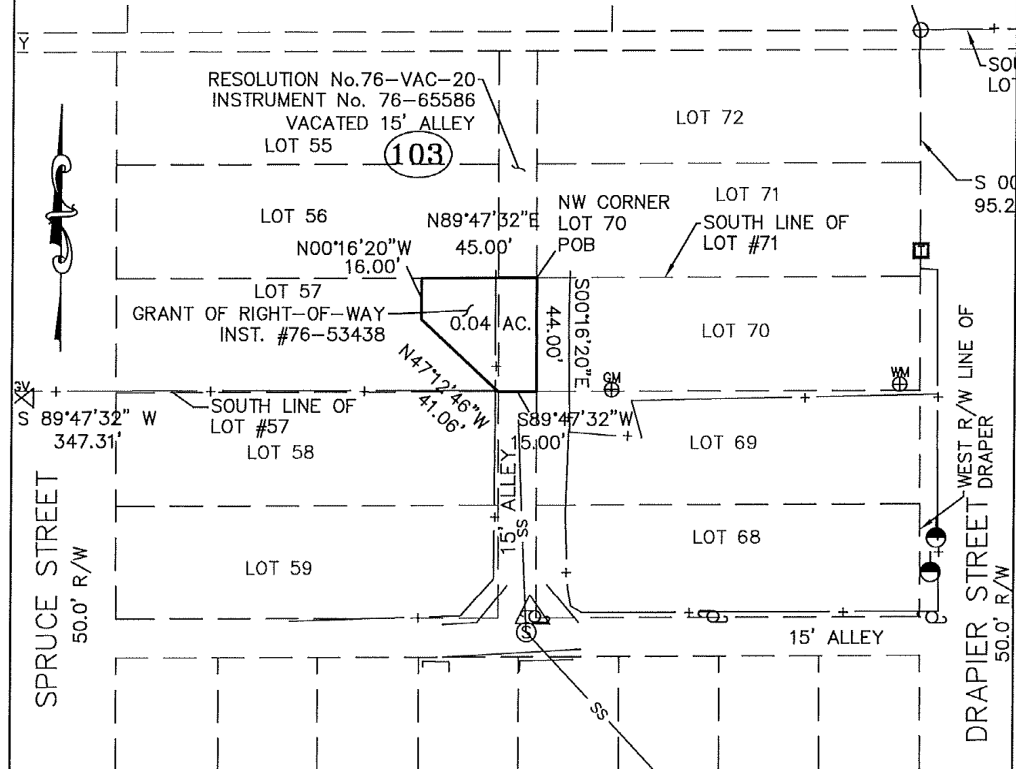 Y
RESOLUTION No.76-VAC-20
INSTRUMENT No. 76-65586
VACATED 15' ALLEY
LOT 55
103
LOT 72
SOU
LOT
LOT 56
NW CORNER
LOT 70
POB
LOT 71
SOUTH LINE OF
LOT #71
S 00
95.2
N89°47'32"E
45.00'
N00°16'20"W
16.00'
LOT 57
GRANT OF RIGHT-OF-WAY
INST. #76-53438
0.04 AC.
S00°16'20"E
44.00'
LOT 70
WEST R/W LINE OF
DRAPER
N47°12'46"W
41.06'
GM
WM
S 89°47'32" W
347.31'
SOUTH LINE OF
LOT #57
S89°47'32"W
15.00'
LOT 58
LOT 69
15' ALLEY
SS
LOT 59
LOT 68
SPRUCE STREET
50.0' R/W
S
15' ALLEY
DRAPIER STREET
50.0' R/W
SS